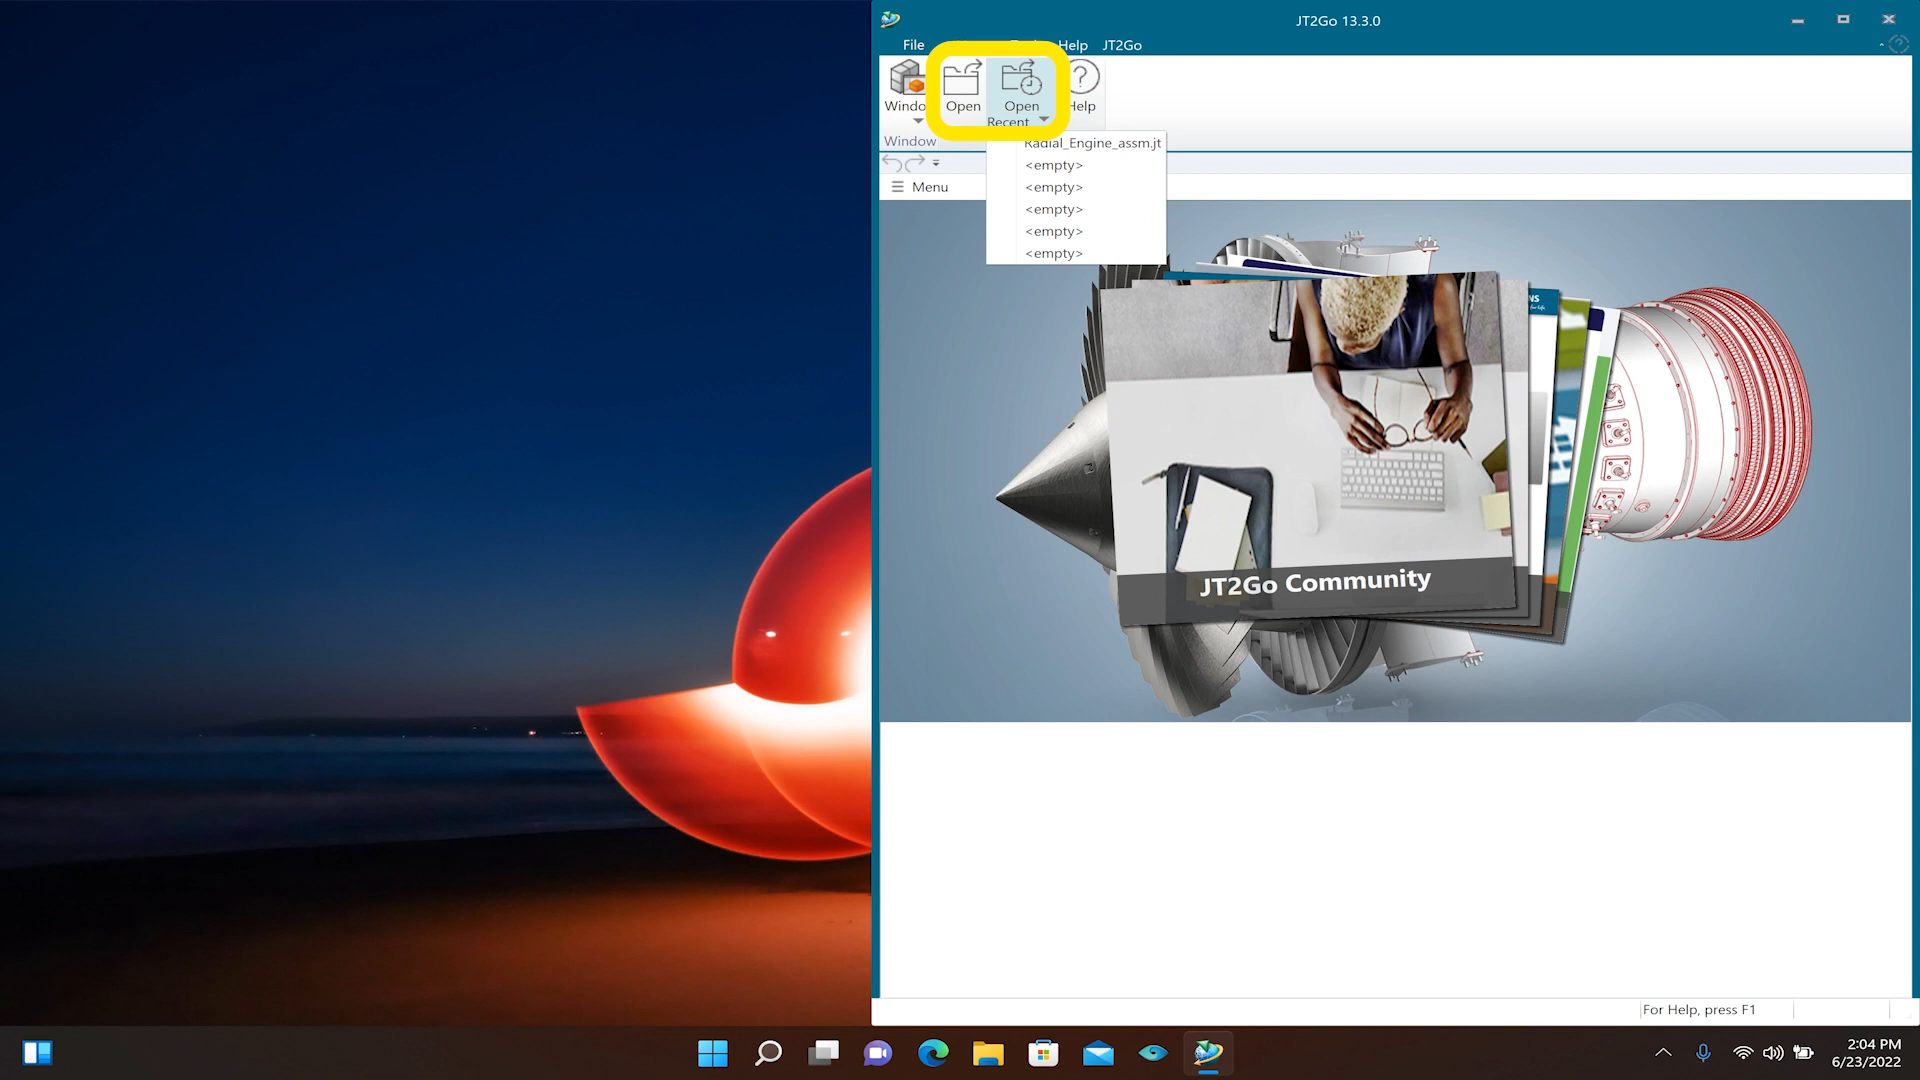 JT2Go 13.3.0
File
Help
JT2Go
Windo
Open
Open
Recent
Help
Window
Radial_Engine_assm.jt
<empty>
<empty>
<empty>
<empty>
<empty>
Menu
JT2Go Community
For Help, press F1
2:04 PM
6/23/2022